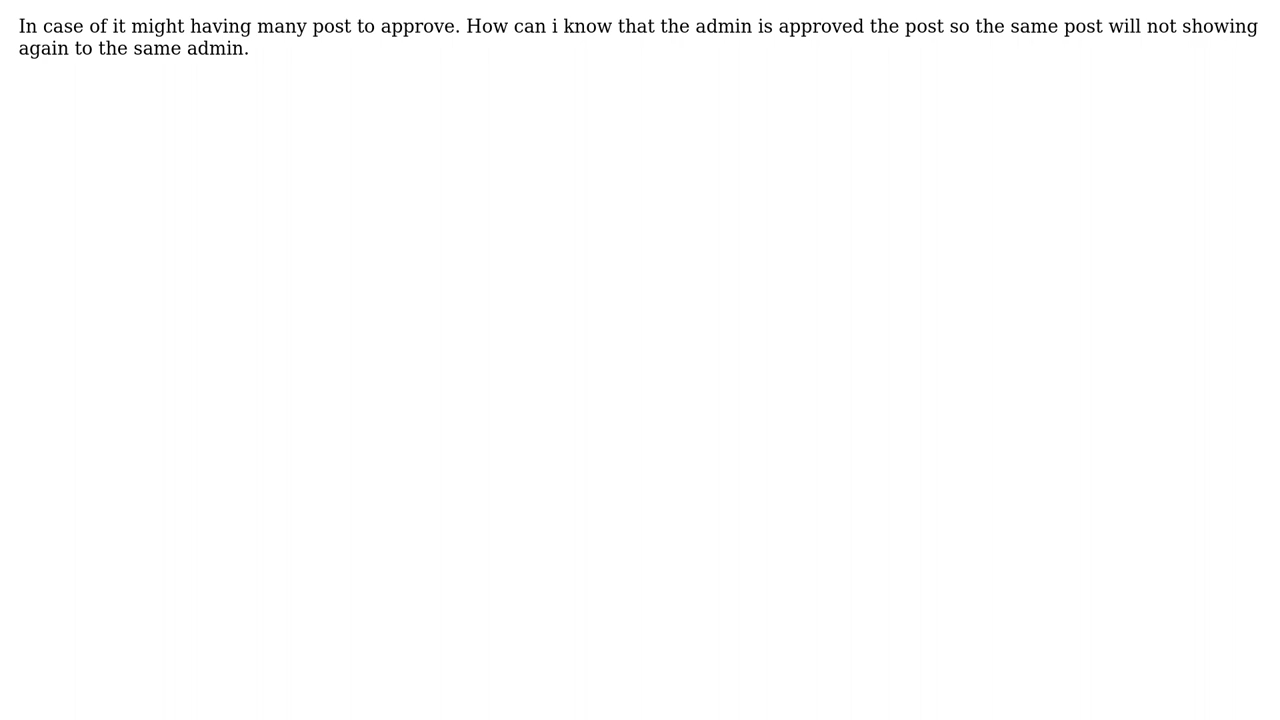 In case of it might having many post to approve. How can i know that the admin is approved the post so the same post will not showing
again to the same admin.